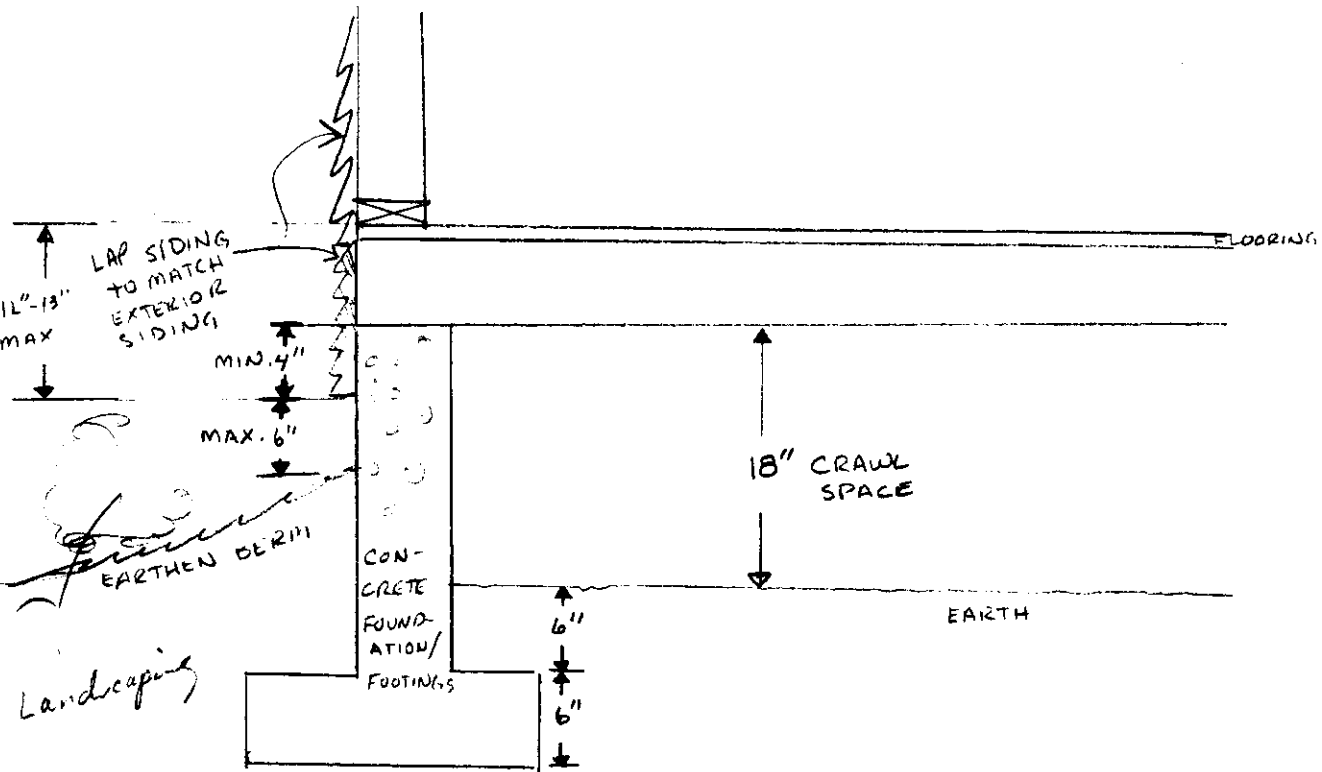 FLOORING
LAP SIDING
TO MATCH
EXTERIOR
SIDING
12"-13"
MAX
MIN. 4"
MAX. 6"
18" CRAWL
SPACE
EARTHEN BERM
CON-
CRETE
FOUND-
ATION/
FOOTINGS
6"
EARTH
6"
Landscaping